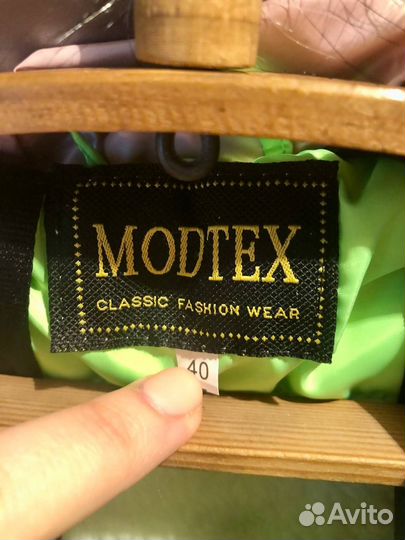 MODTEX
CLASSIC FASHION WEAR
40
Avito